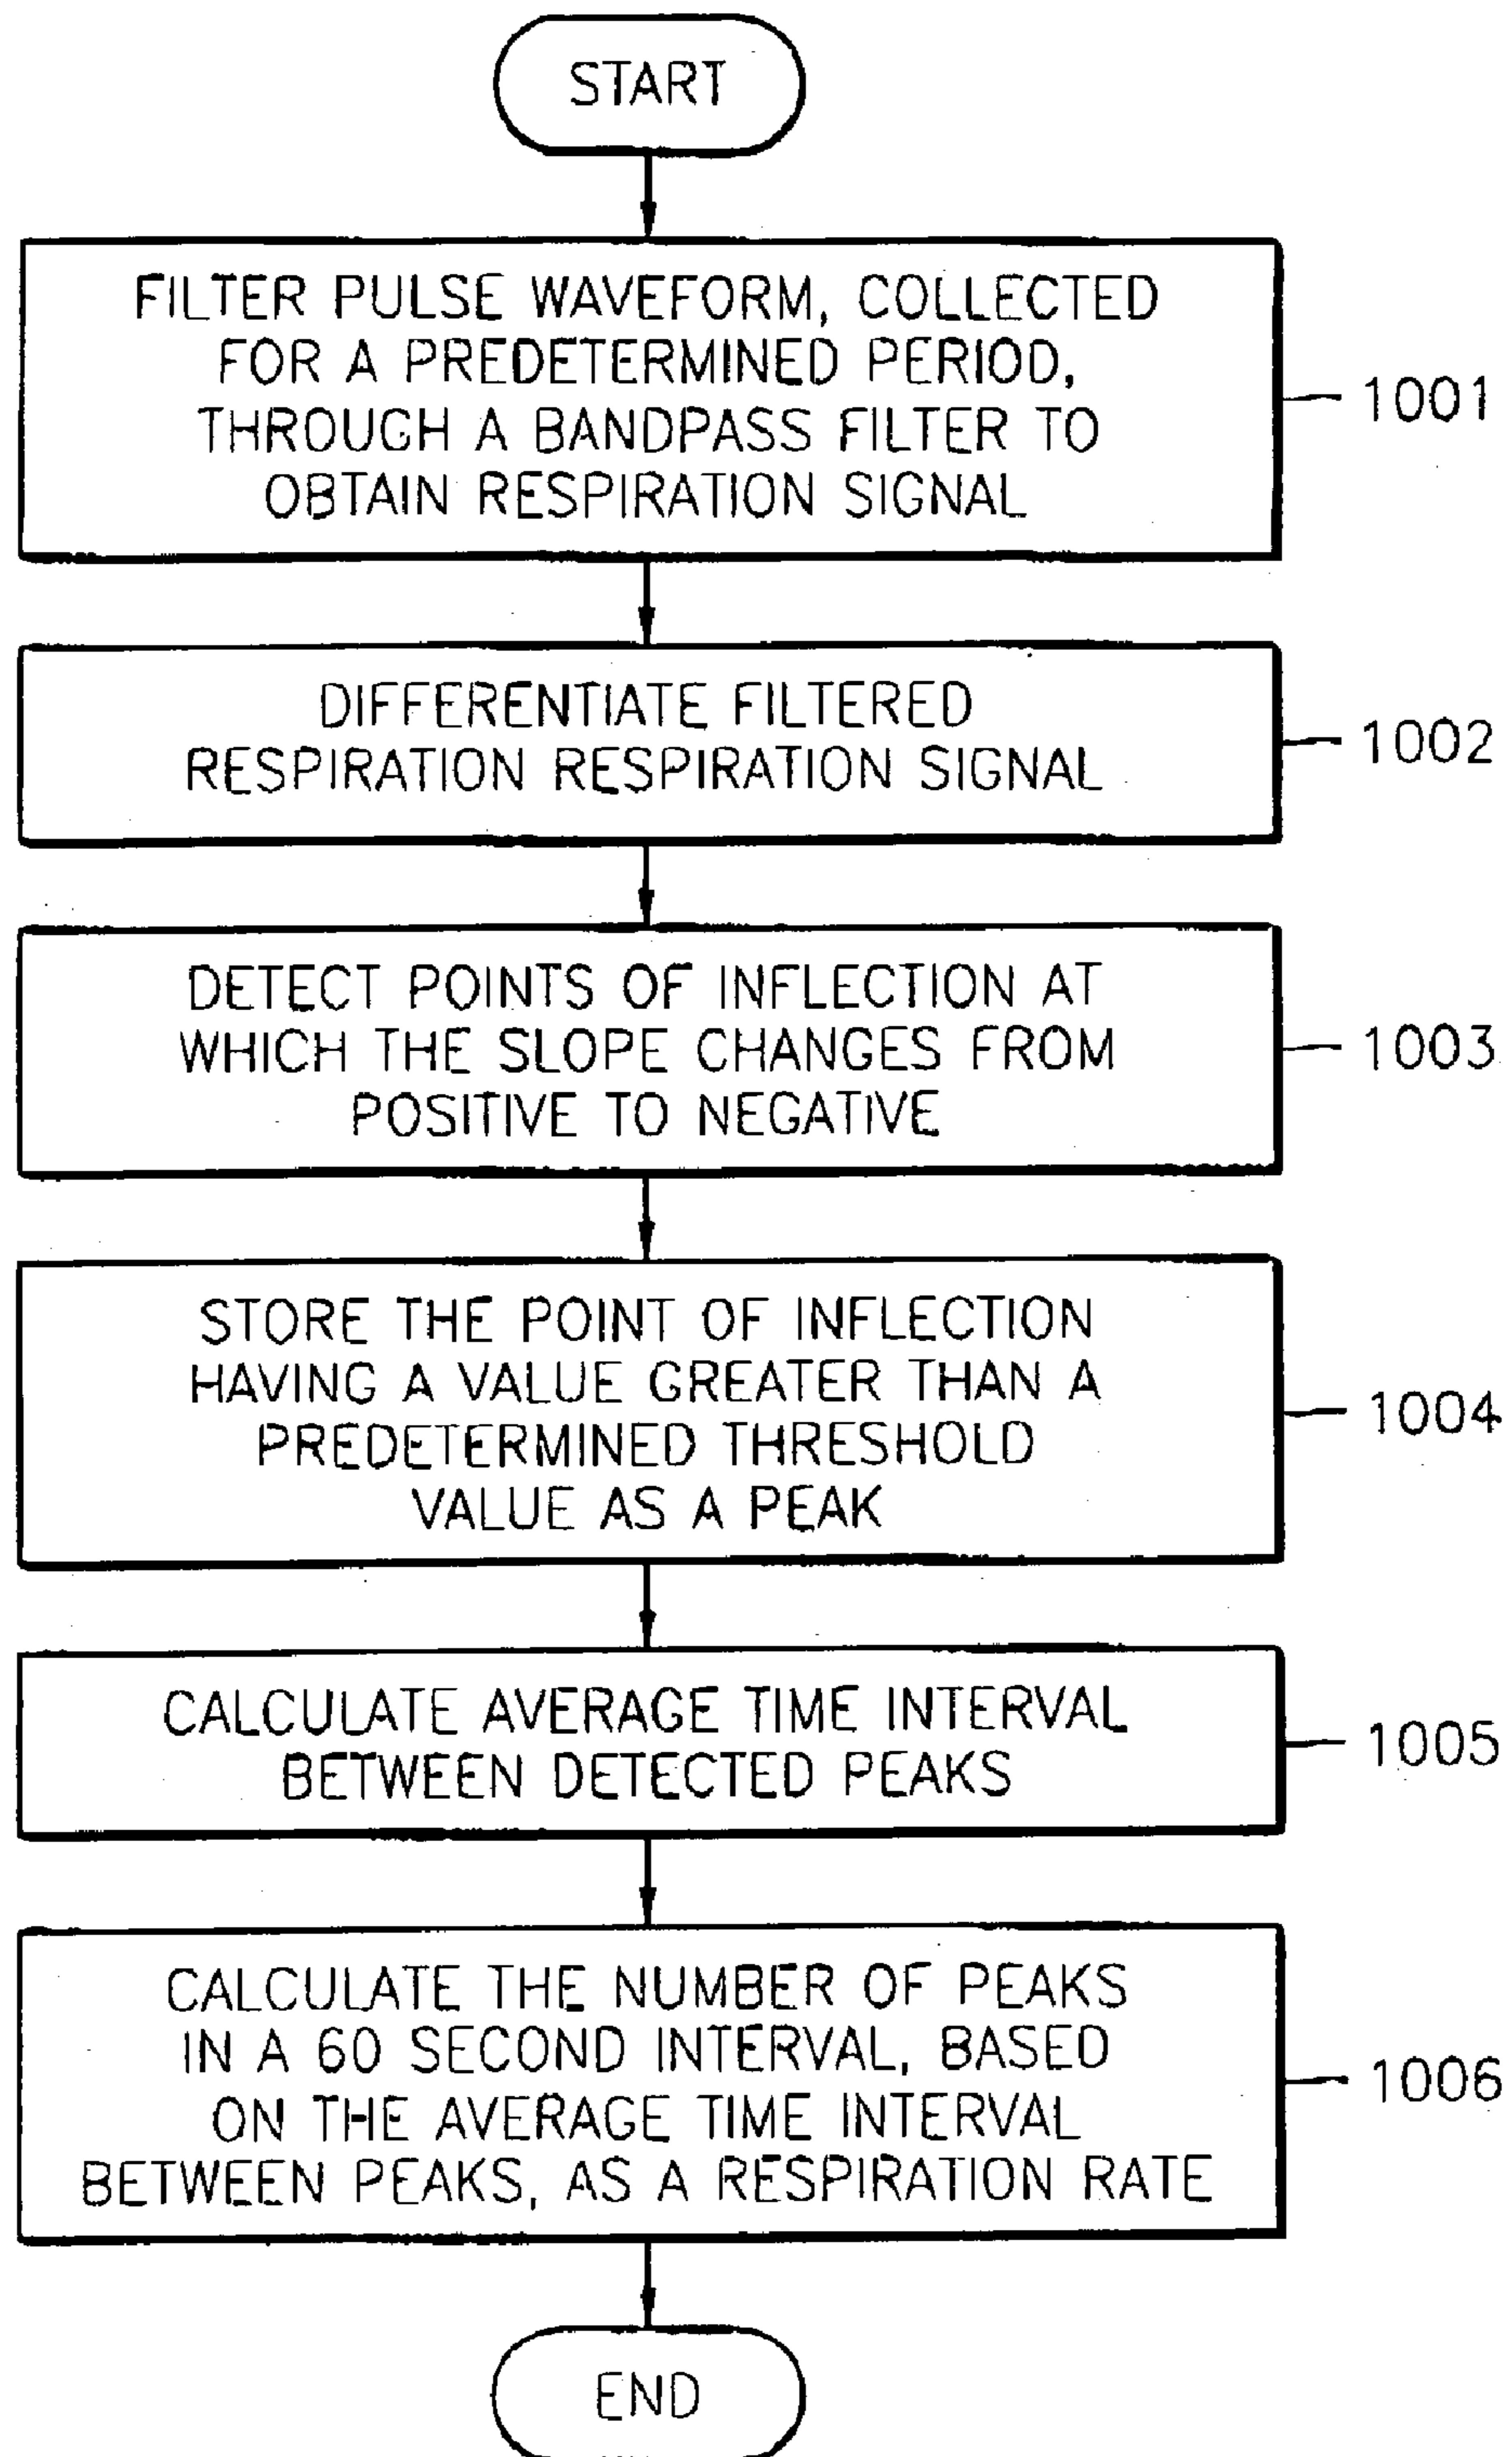 START
FILTER PULSE WAVEFORM, COLLECTED
FOR A PREDETERMINED PERIOD,
THROUGH A BANDPASS FILTER TO
OBTAIN RESPIRATION SIGNAL
1001
DIFFERENTIATE FILTERED
RESPIRATION RESPIRATION SIGNAL
1002
DETECT POINTS OF INFLECTION AT
WHICH THE SLOPE CHANGES FROM
POSITIVE TO NEGATIVE
1003
STORE THE POINT OF INFLECTION
HAVING A VALUE GREATER THAN A
PREDETERMINED THRESHOLD
VALUE AS A PEAK
1004
CALCULATE AVERAGE TIME INTERVAL
BETWEEN DETECTED PEAKS
1005
CALCULATE THE NUMBER OF PEAKS
IN A 60 SECOND INTERVAL, BASED
ON THE AVERAGE TIME INTERVAL
BETWEEN PEAKS, AS A RESPIRATION RATE
1006
END